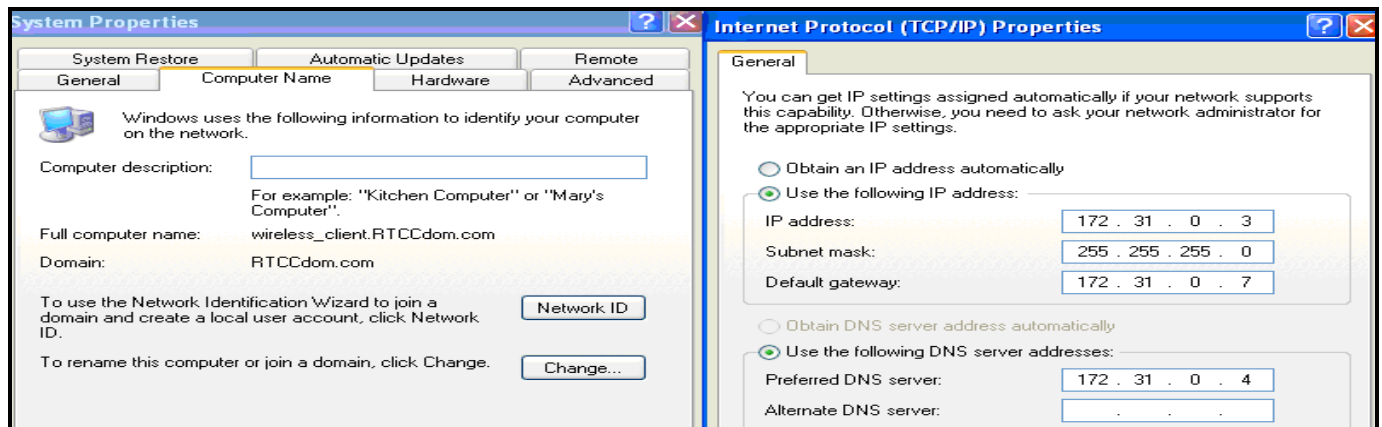 System Properties
System Restore Automatic Updates Remote
General Computer Name Hardware Advanced
Windows uses the following information to identify your computer
on the network.
Computer description:
For example: "Kitchen Computer" or "Mary's
Computer".
Full computer name: wireless_client.RTCCdom.com
Domain: RTCCdom.com
To use the Network Identification Wizard to join a
domain and create a local user account, click Network
ID.
Network ID
To rename this computer or join a domain, click Change.
Change...
Internet Protocol (TCP/IP) Properties
General
You can get IP settings assigned automatically if your network supports
this capability. Otherwise, you need to ask your network administrator for
the appropriate IP settings.
Obtain an IP address automatically
Use the following IP address:
IP address: 172 . 31 . 0 . 3
Subnet mask: 255 . 255 . 255 . 0
Default gateway: 172 . 31 . 0 . 7
Obtain DNS server address automatically
Use the following DNS server addresses:
Preferred DNS server: 172 . 31 . 0 . 4
Alternate DNS server: . . .